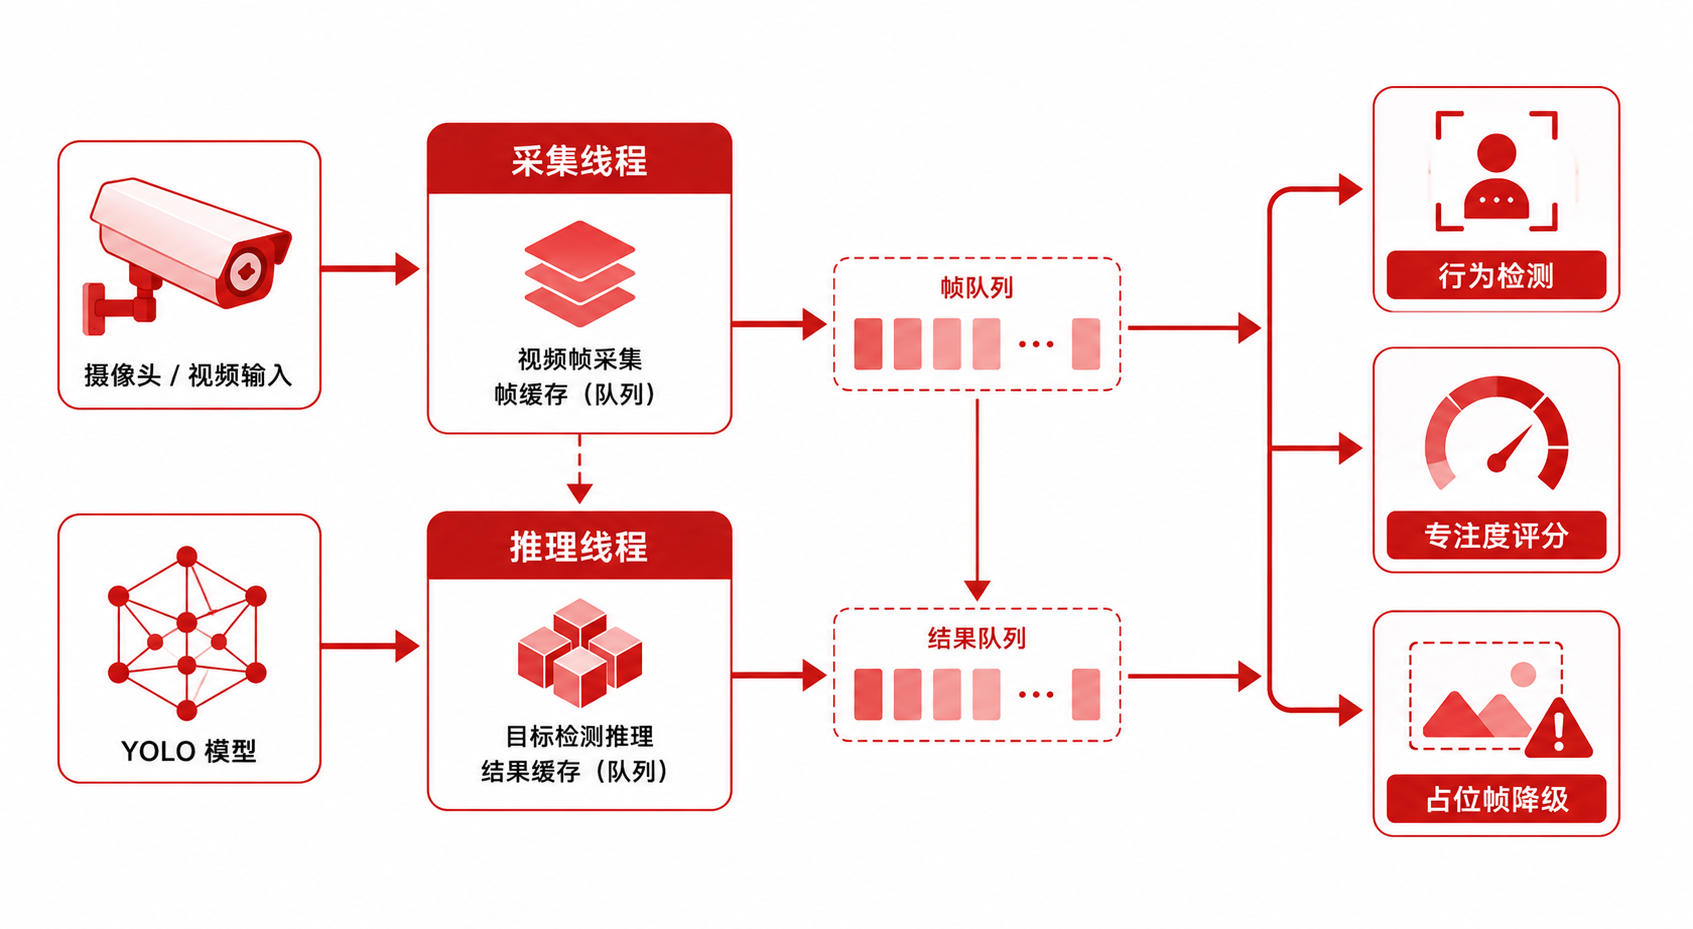 摄像头 / 视频输入
采集线程
视频帧采集
帧缓存（队列）
帧队列
行为检测
专注度评分
YOLO 模型
推理线程
目标检测推理
结果缓存（队列）
结果队列
占位帧降级